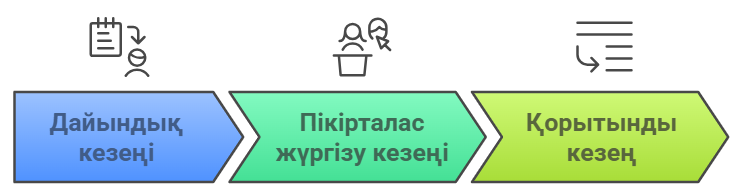 Дайындық
кезеңі
Пікірталас
жүргізу кезеңі
Қорытынды
кезең